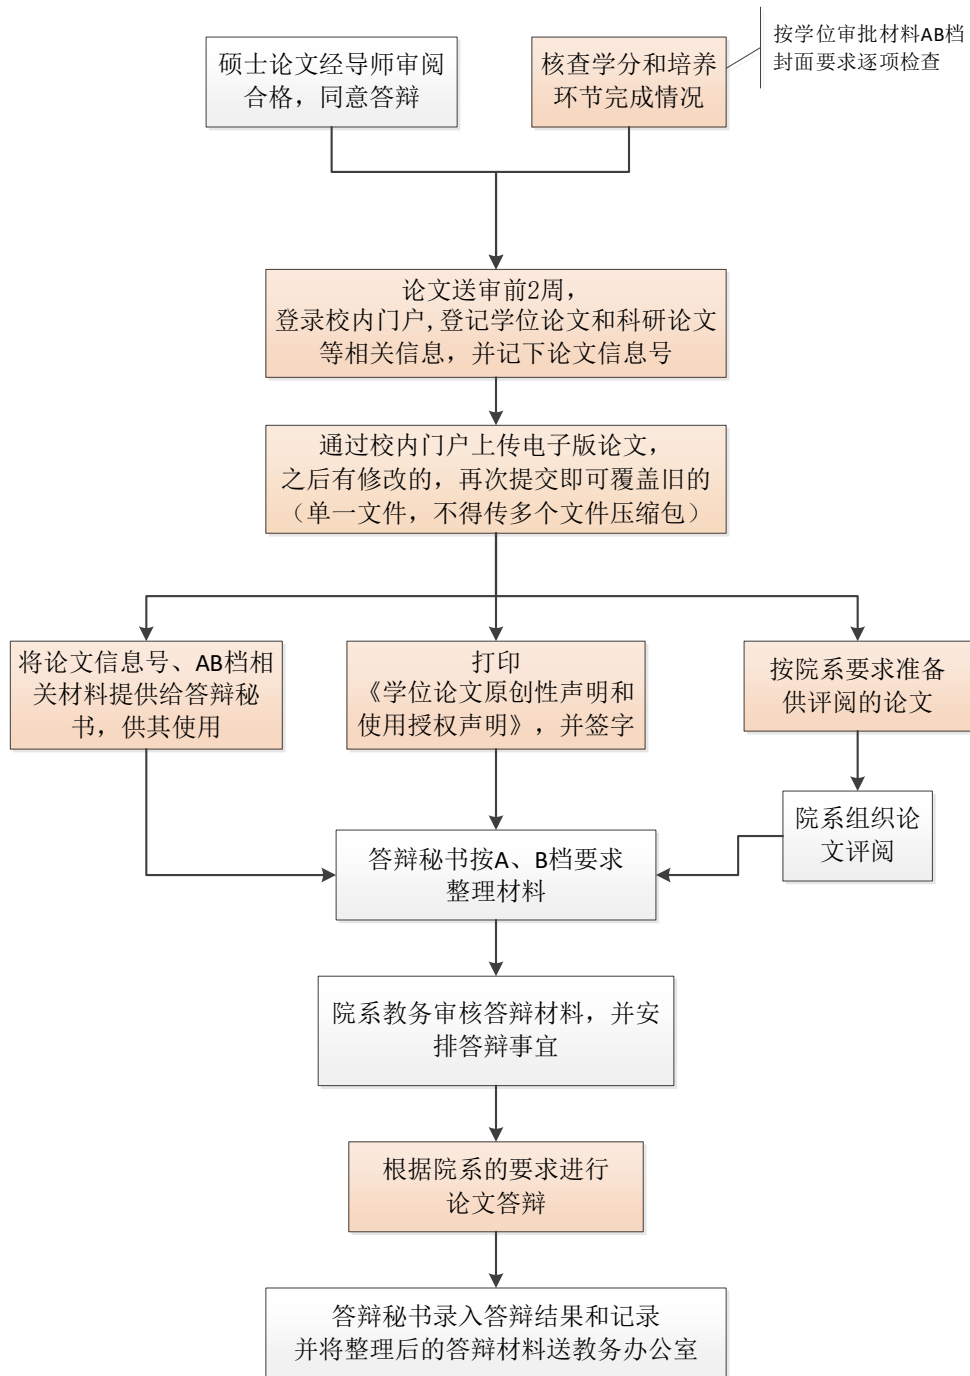 硕士论文经导师审阅
合格，同意答辩
核查学分和培养
环节完成情况
按学位审批材料AB档
封面要求逐项检查
论文送审前2周，
登录校内门户,登记学位论文和科研论文
等相关信息，并记下论文信息号
通过校内门户上传电子版论文，
之后有修改的，再次提交即可覆盖旧的
（单一文件，不得传多个文件压缩包）
将论文信息号、AB档相
关材料提供给答辩秘
书，供其使用
打印
《学位论文原创性声明和
使用授权声明》，并签字
按院系要求准备
供评阅的论文
院系组织论
文评阅
答辩秘书按A、B档要求
整理材料
院系教务审核答辩材料，并安
排答辩事宜
根据院系的要求进行
论文答辩
答辩秘书录入答辩结果和记录
并将整理后的答辩材料送教务办公室